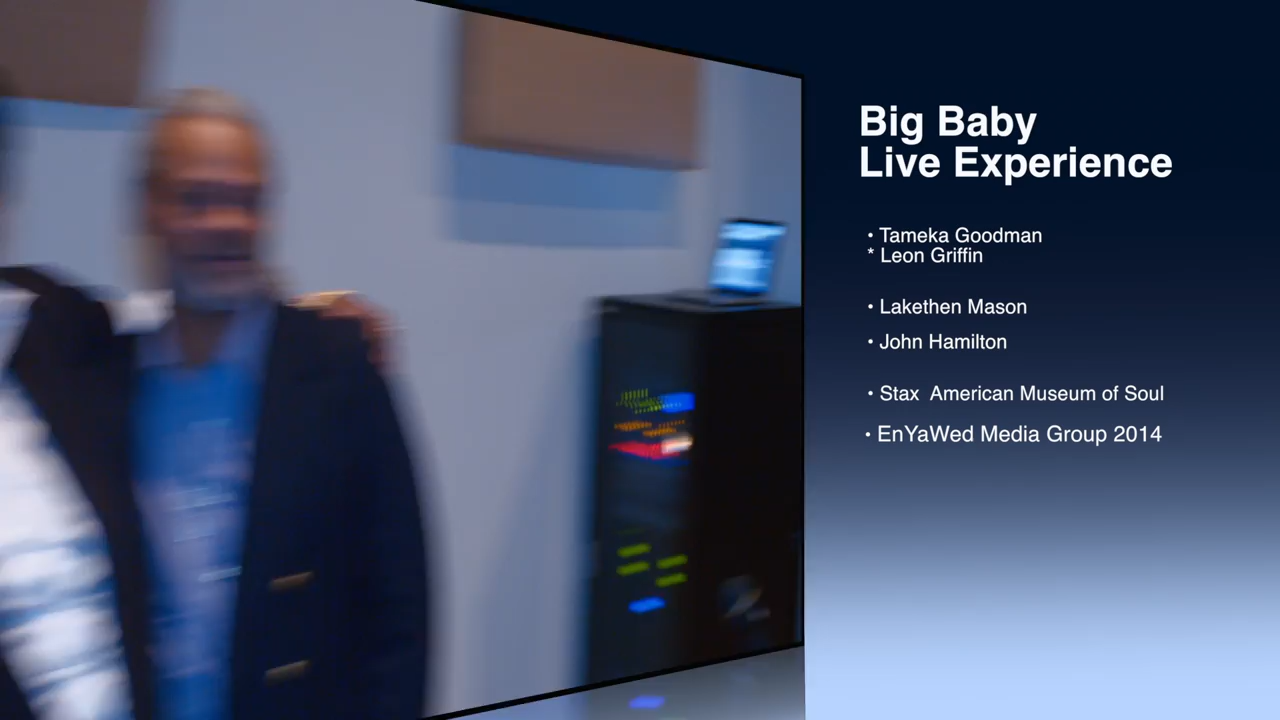 Big Baby
Live Experience
• Tameka Goodman
* Leon Griffin
• Lakethen Mason
• John Hamilton
• Stax  American Museum of Soul
• EnYaWed Media Group 2014